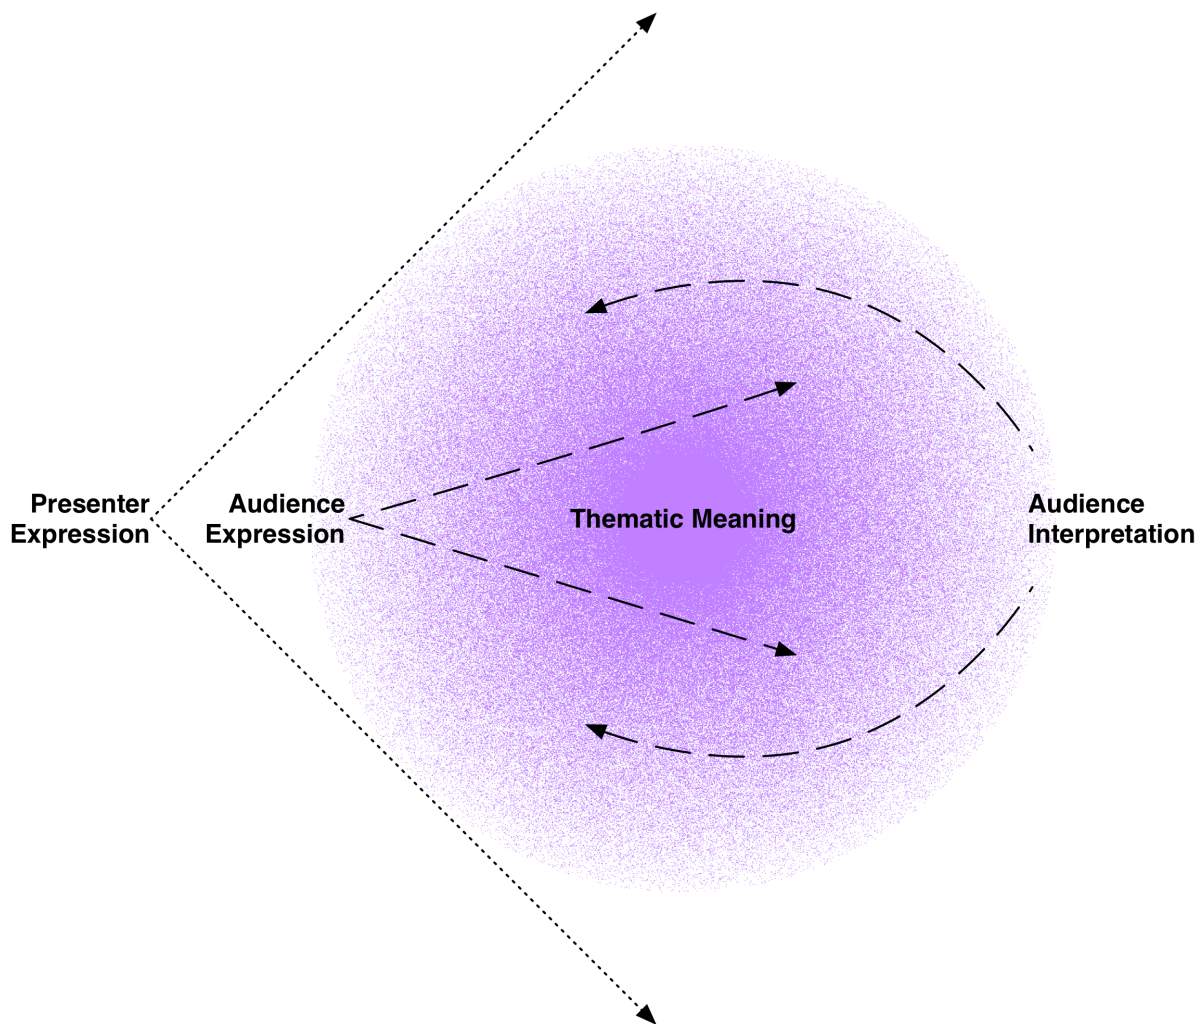 Presenter
Expression
Audience
Expression
Thematic Meaning
Audience
Interpretation